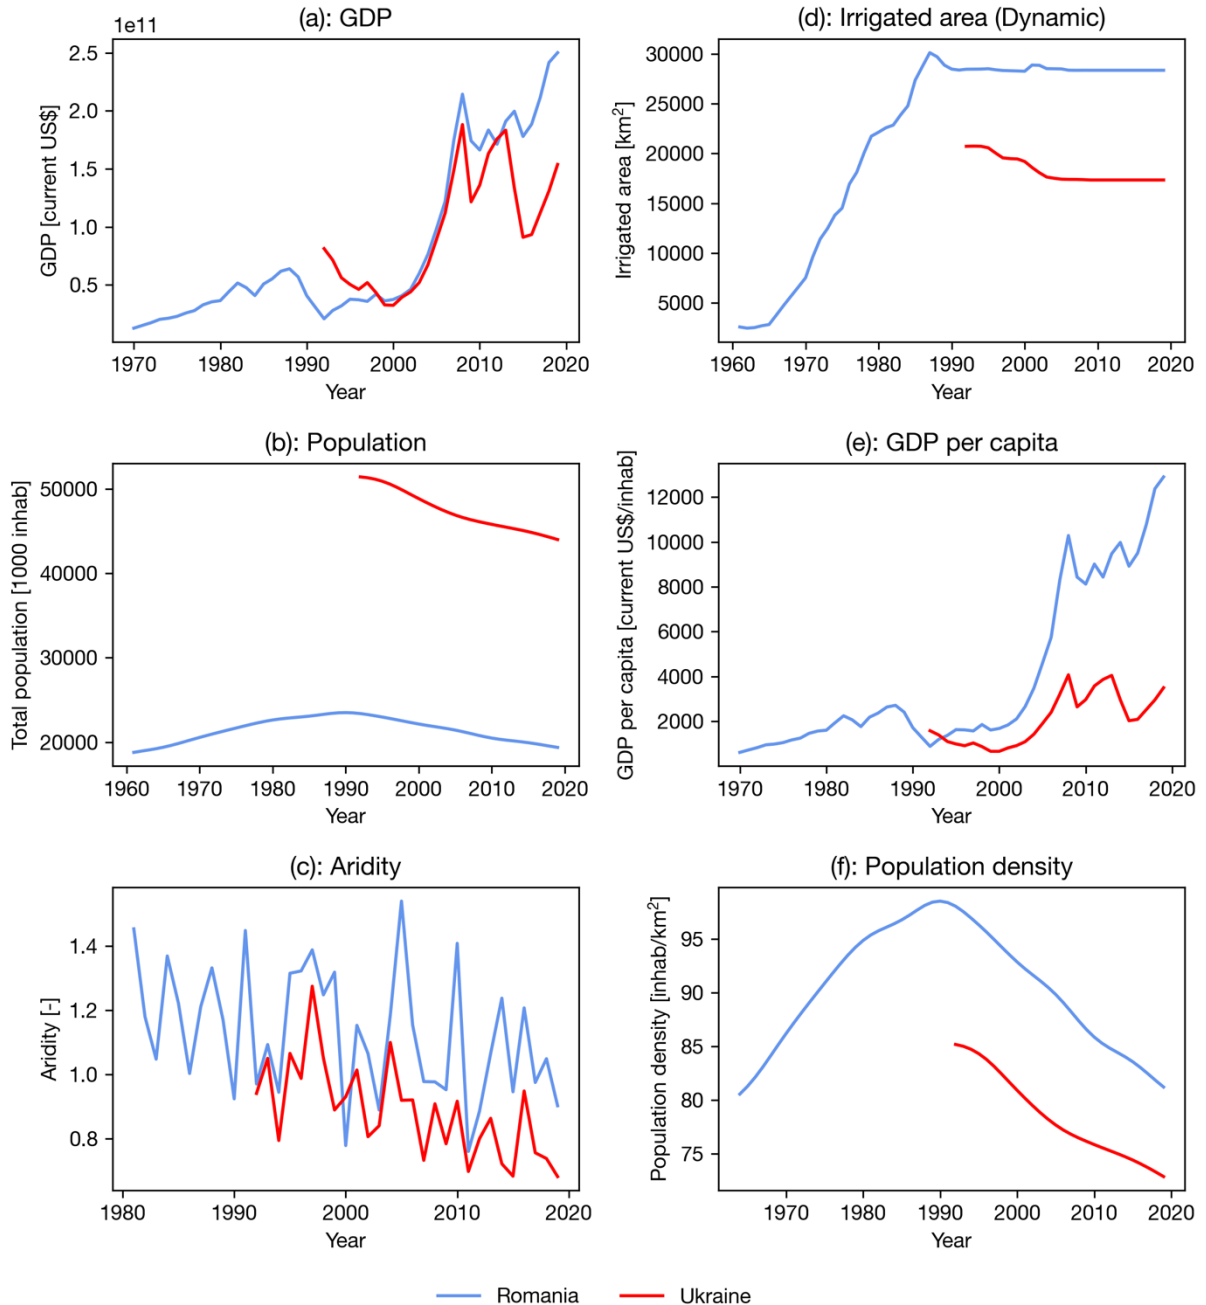 (a): GDP
1e11
GDP [current US$]
2.5
2.0
1.5
1.0
0.5
1970 1980 1990 2000 2010 2020
Year
(d): Irrigated area (Dynamic)
Irrigated area [km²]
30000
25000
20000
15000
10000
5000
1960 1970 1980 1990 2000 2010 2020
Year
(b): Population
Total population [1000 inhab]
50000
40000
30000
20000
1960 1970 1980 1990 2000 2010 2020
Year
(e): GDP per capita
GDP per capita [current US$/inhab]
12000
10000
8000
6000
4000
2000
1970 1980 1990 2000 2010 2020
Year
(c): Aridity
Aridity [-]
1.4
1.2
1.0
0.8
1980 1990 2000 2010 2020
Year
(f): Population density
Population density [inhab/km²]
95
90
85
80
75
1970 1980 1990 2000 2010 2020
Year
Romania Ukraine